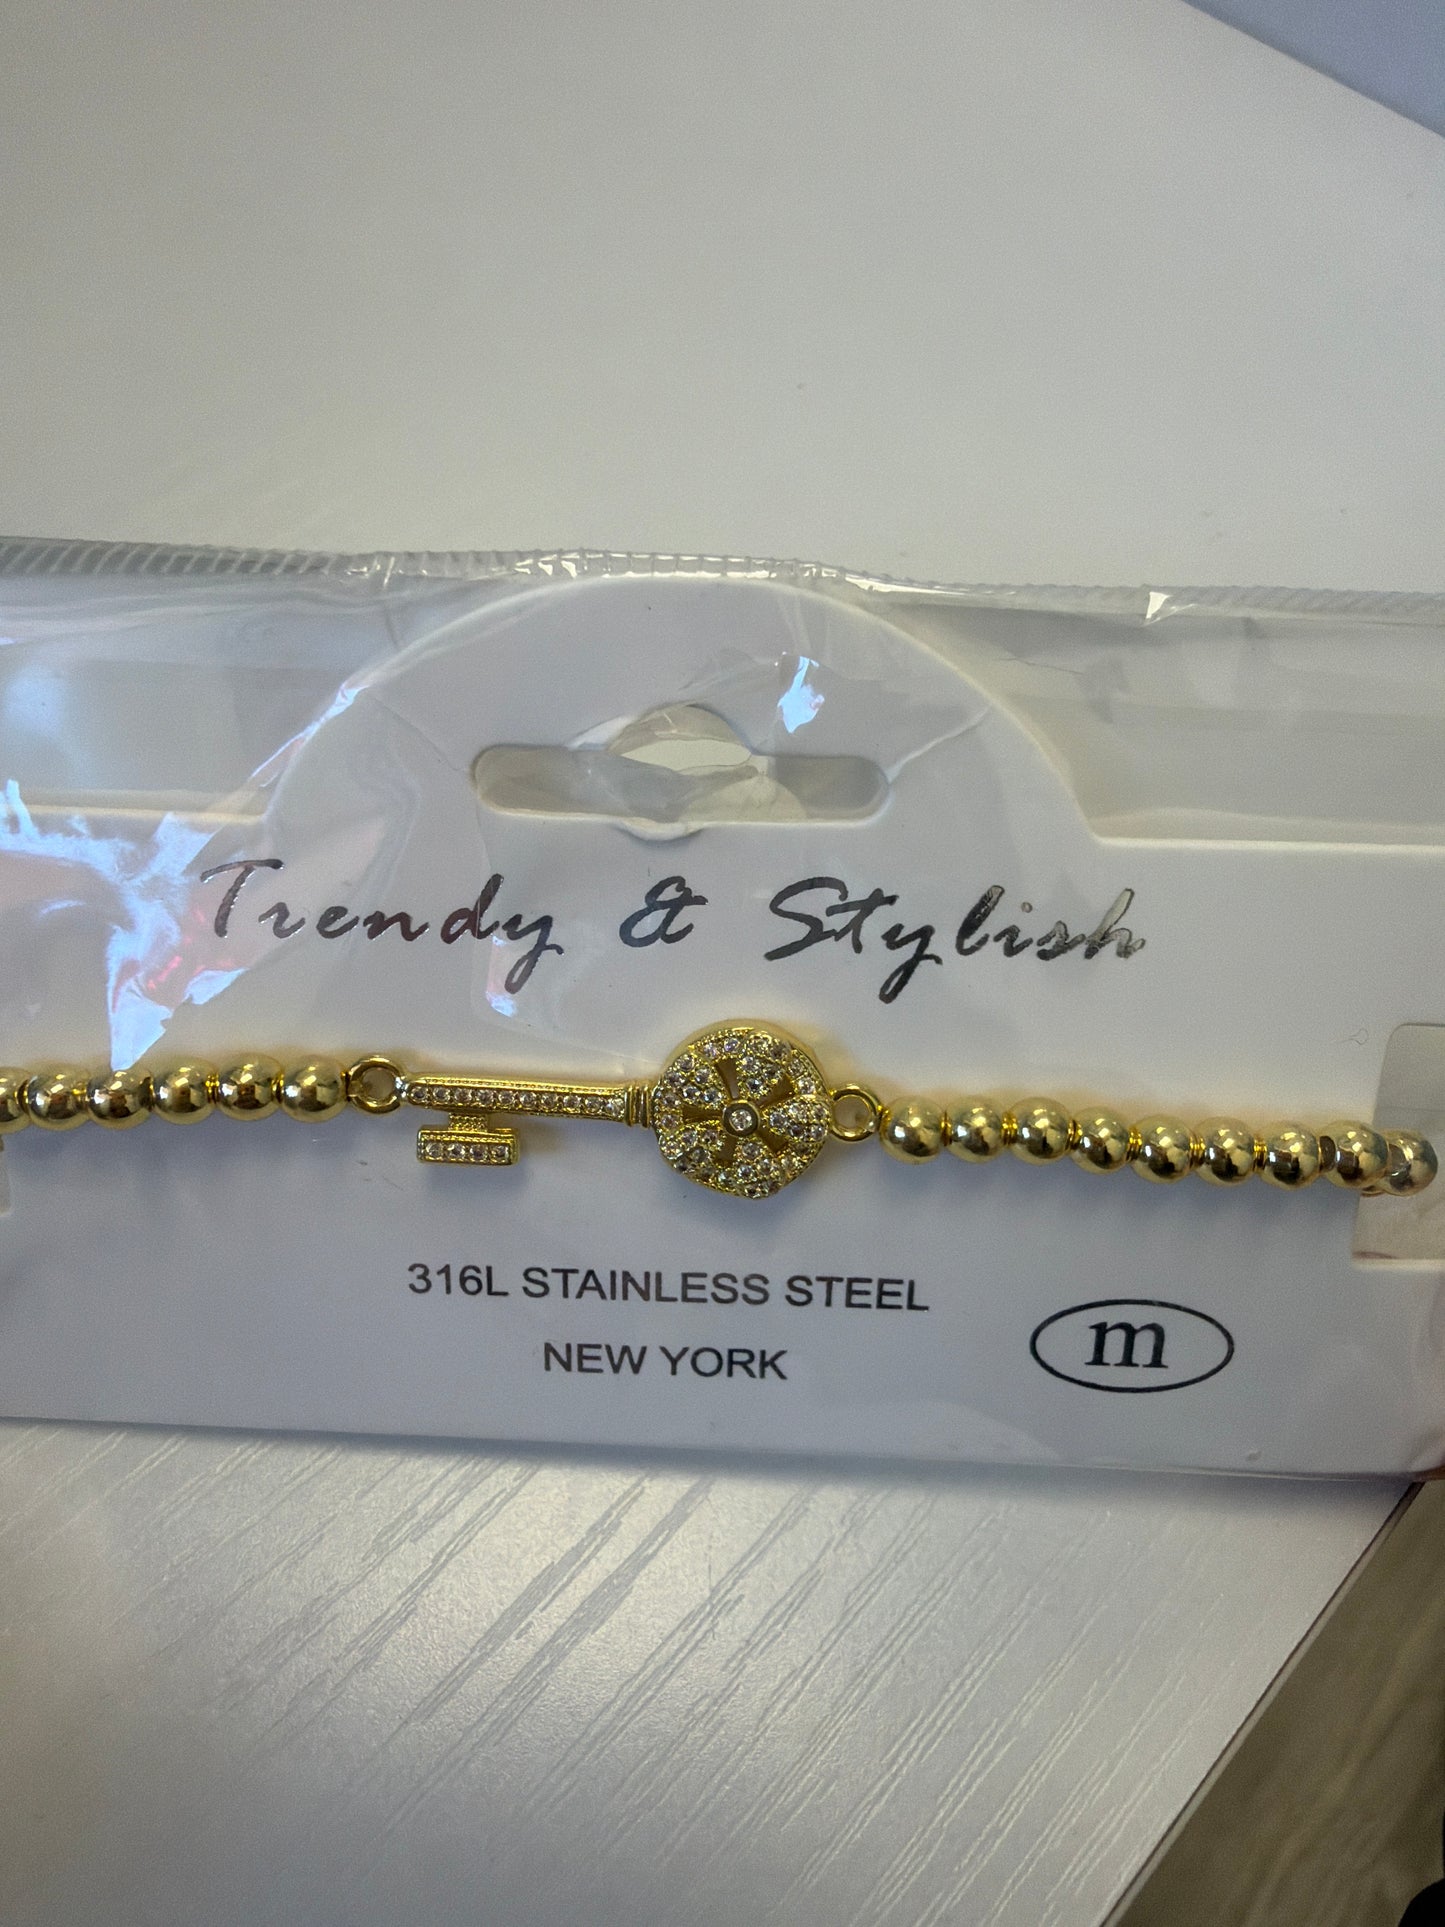 Trendy & Stylish
316L STAINLESS STEEL
NEW YORK
m